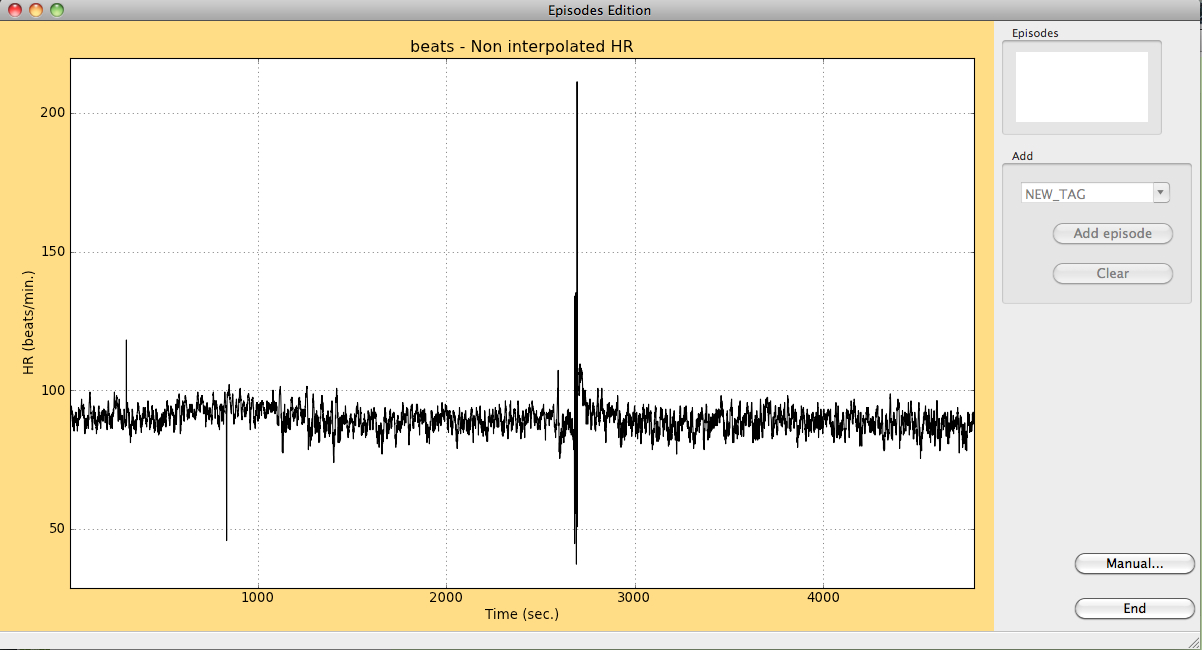 Episodes Edition
beats - Non interpolated HR
200
150
100
50
HR (beats/min.)
1000
2000
3000
4000
Time (sec.)
Episodes
Add
NEW_TAG
Add episode
Clear
Manual...
End